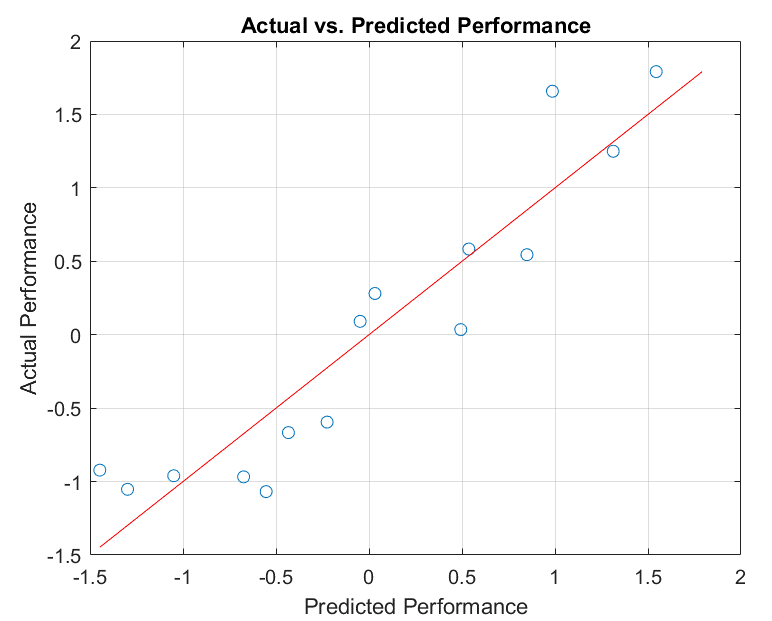 Actual vs. Predicted Performance
2
1.5
1
0.5
0
-0.5
-1
-1.5
Actual Performance
-1.5 -1 -0.5 0 0.5 1 1.5 2
Predicted Performance